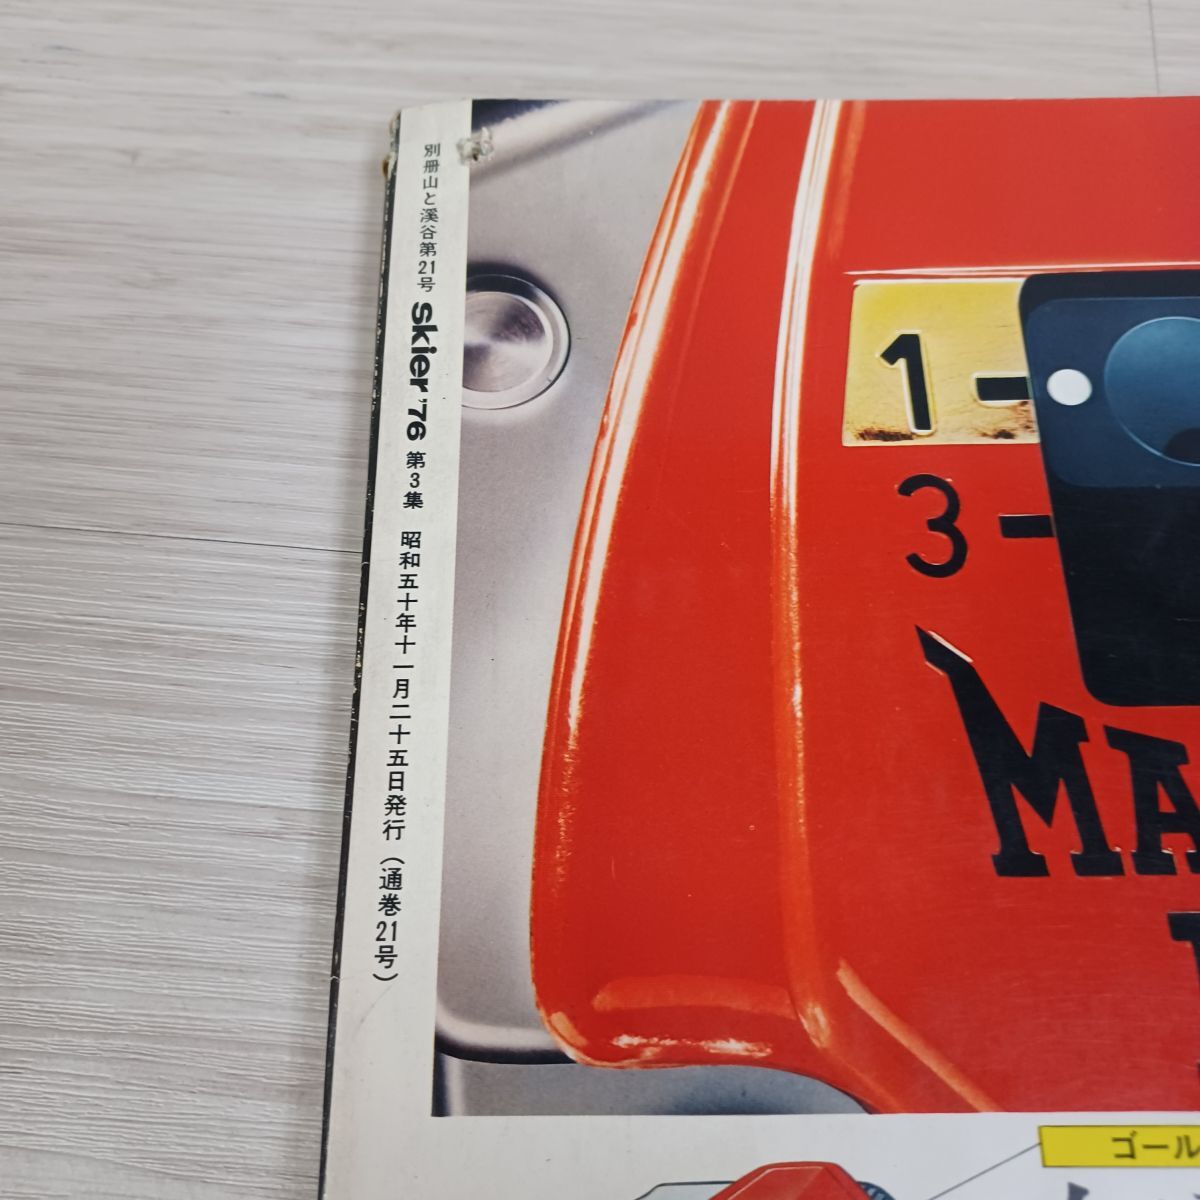 別冊山と溪谷第21号 skier '76 第3集 昭和五十年十一月二十五日発行（通巻21号）
1-
3-
MA
ゴール